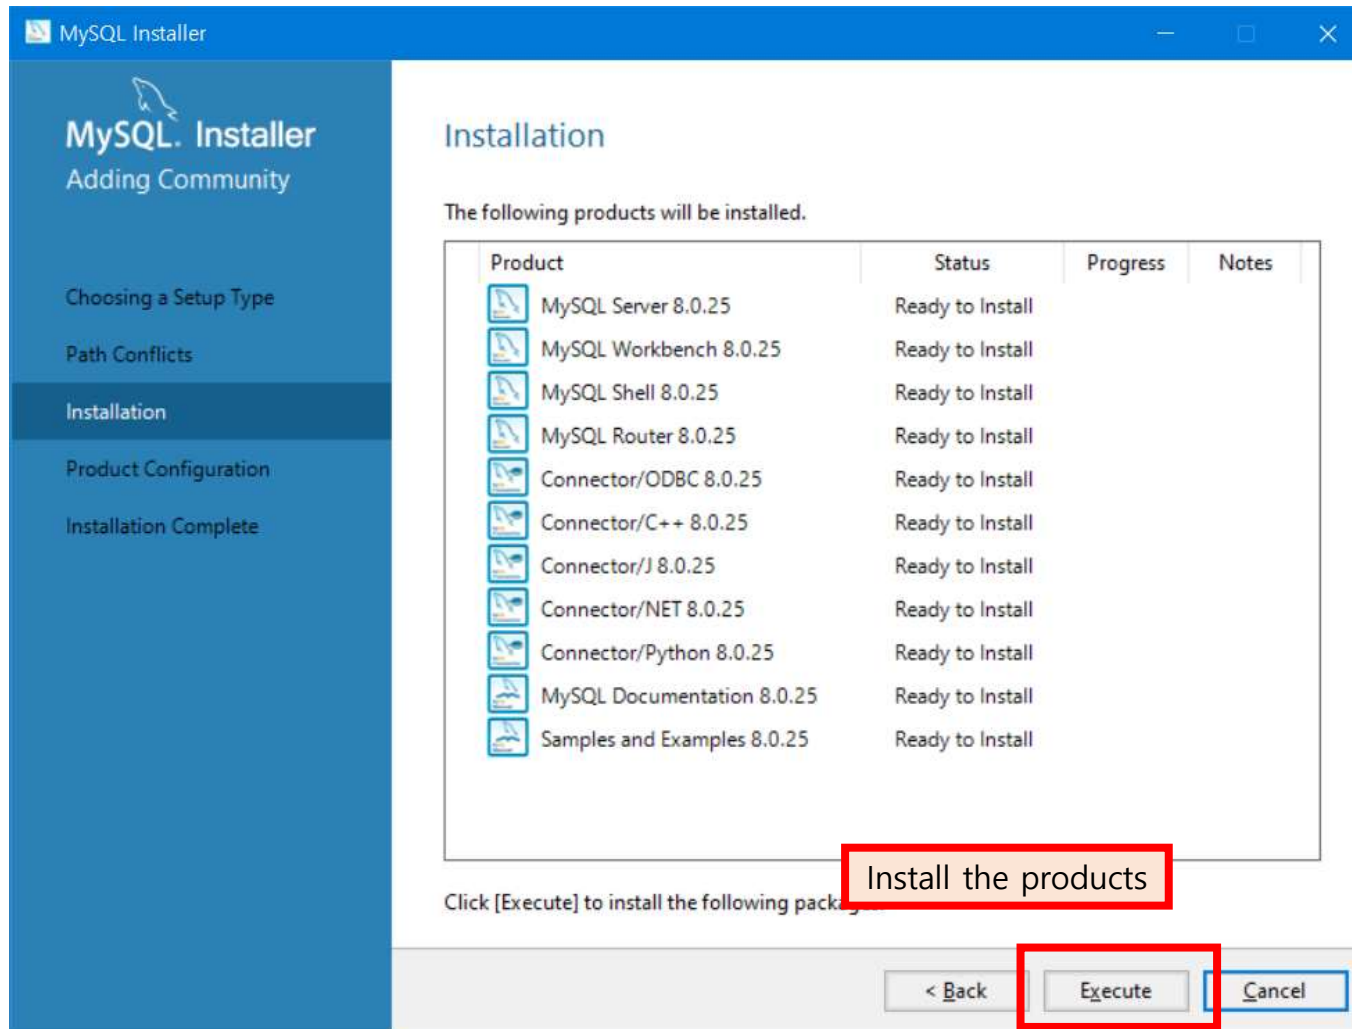 MySQL Installer
MySQL. Installer
Adding Community
Choosing a Setup Type
Path Conflicts
Installation
Product Configuration
Installation Complete
Installation
The following products will be installed.
Product Status Progress Notes
MySQL Server 8.0.25 Ready to Install
MySQL Workbench 8.0.25 Ready to Install
MySQL Shell 8.0.25 Ready to Install
MySQL Router 8.0.25 Ready to Install
Connector/ODBC 8.0.25 Ready to Install
Connector/C++ 8.0.25 Ready to Install
Connector/J 8.0.25 Ready to Install
Connector/NET 8.0.25 Ready to Install
Connector/Python 8.0.25 Ready to Install
MySQL Documentation 8.0.25 Ready to Install
Samples and Examples 8.0.25 Ready to Install
Install the products
Click [Execute] to install the following
< Back Execute Cancel